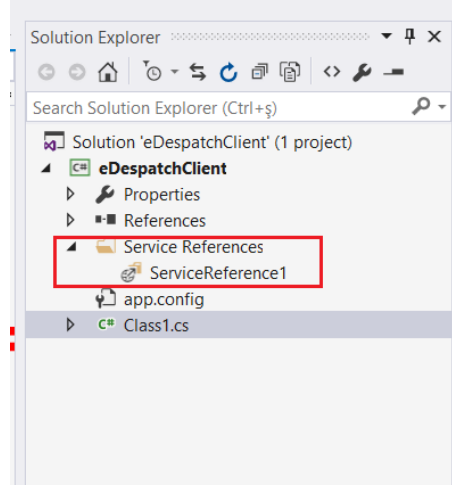 Solution Explorer
Search Solution Explorer (Ctrl+ş)
Solution 'eDespatchClient' (1 project)
C# eDespatchClient
Properties
References
Service References
ServiceReference1
app.config
C# Class1.cs